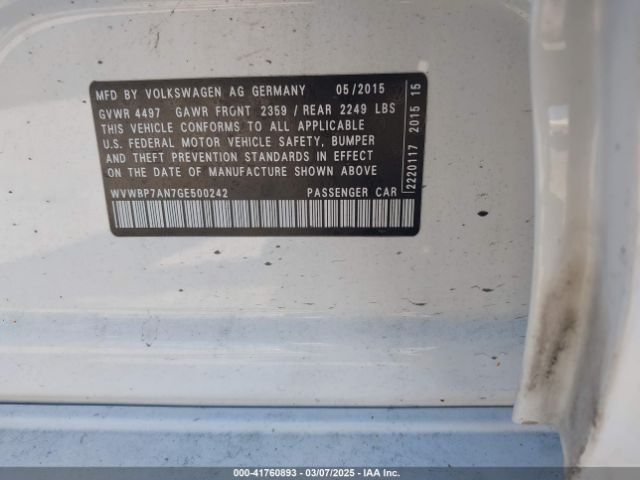 MFD BY VOLKSWAGEN AG GERMANY 05/2015
GVWR 4497 GAWR FRONT 2359 / REAR 2249 LBS
THIS VEHICLE CONFORMS TO ALL APPLICABLE
U.S. FEDERAL MOTOR VEHICLE SAFETY, BUMPER
AND THEFT PREVENTION STANDARDS IN EFFECT
ON THE DATE OF MANUFACTURE SHOWN ABOVE
WVWBP7AN7GE500242 PASSENGER CAR
2220117 2015 15
000-41760893 - 03/07/2025 - IAA Inc.